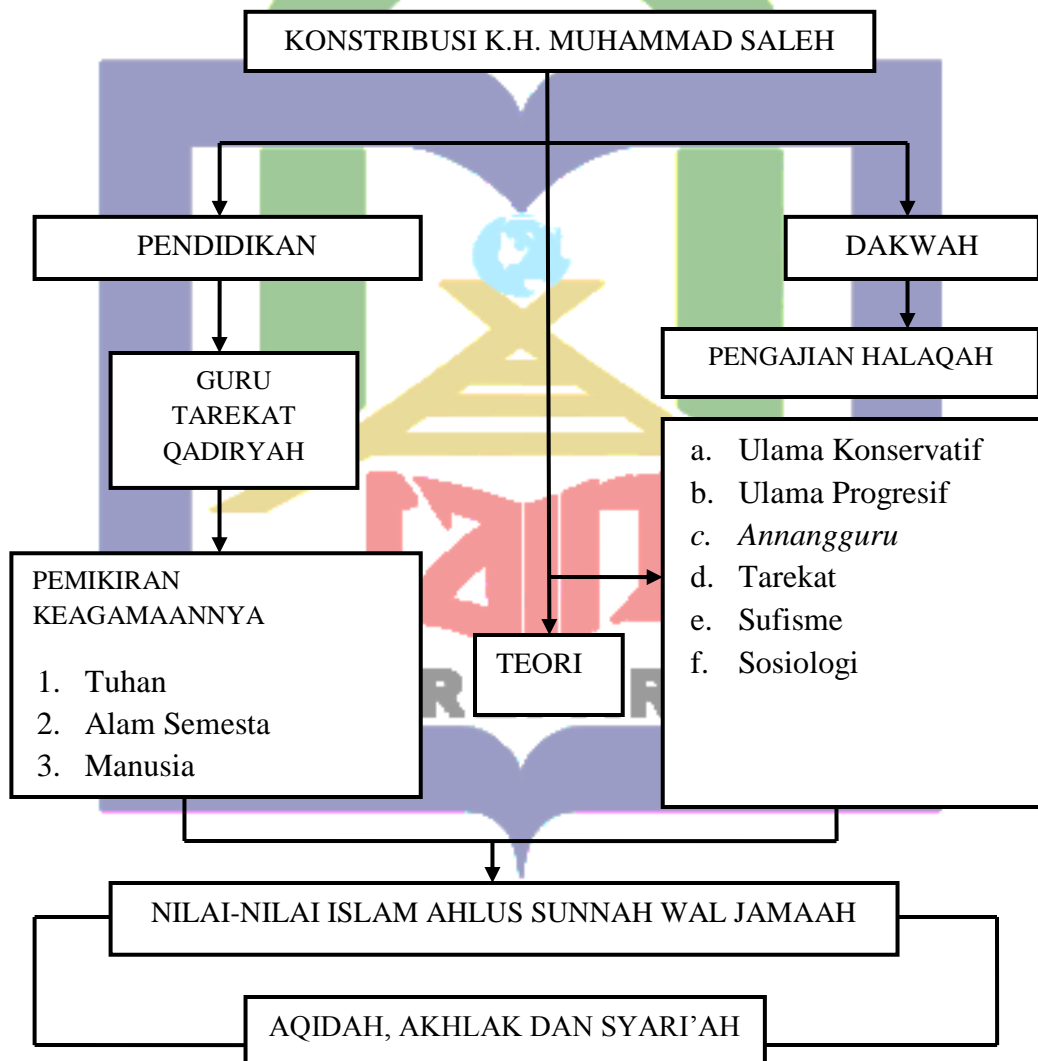 KONSTRIBUSI K.H. MUHAMMAD SALEH
PENDIDIKAN
DAKWAH
PENGAJIAN HALAQAH
GURU
TAREKAT
QADIRYAH
a. Ulama Konservatif
b. Ulama Progresif
c. Annangguru
d. Tarekat
e. Sufisme
f. Sosiologi
PEMIKIRAN
KEAGAMAANNYA
1. Tuhan
2. Alam Semesta
3. Manusia
TEORI
NILAI-NILAI ISLAM AHLUS SUNNAH WAL JAMAAH
AQIDAH, AKHLAK DAN SYARI’AH